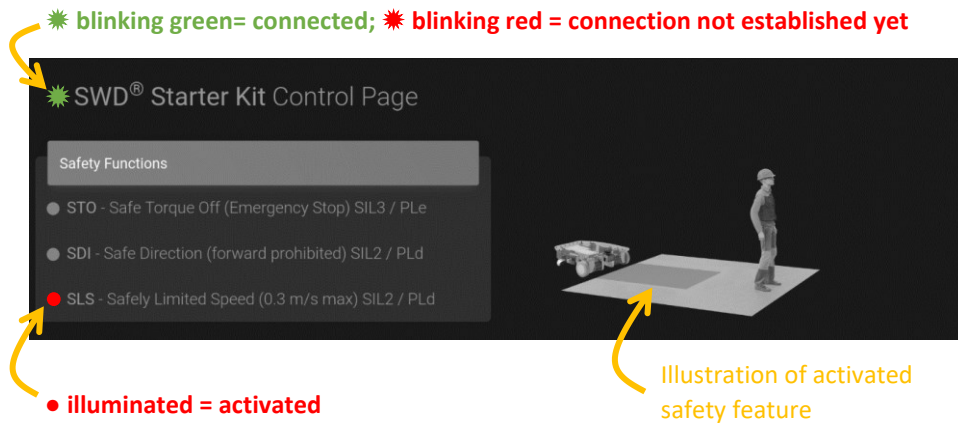 blinking green= connected; blinking red = connection not established yet
SWD® Starter Kit Control Page
Safety Functions
STO - Safe Torque Off (Emergency Stop) SIL3 / PLe
SDI - Safe Direction (forward prohibited) SIL2 / PLd
SLS - Safely Limited Speed (0.3 m/s max) SIL2 / PLd
● illuminated = activated
Illustration of activated
safety feature